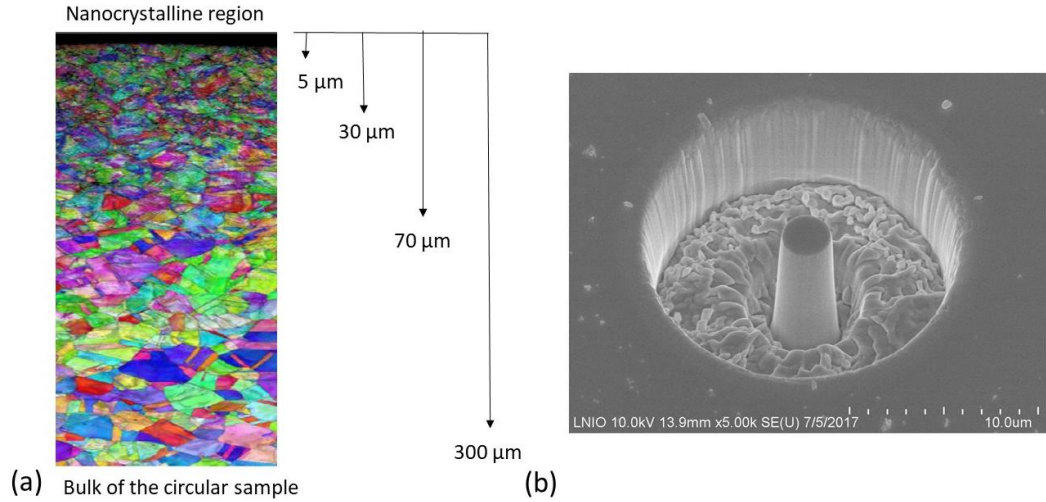 Nanocrystalline region
5 µm
30 µm
70 µm
300 µm
(a)
Bulk of the circular sample
LNIO 10.0kV 13.9mm x5.00k SE(U) 7/5/2017
10.0um
(b)